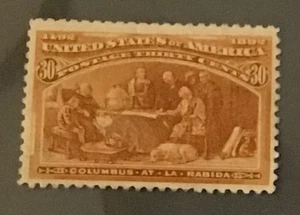 1492 1892
UNITED STATES OF AMERICA
POSTAGE THIRTY CENTS
30 30
COLUMBUS AT LA RABIDA